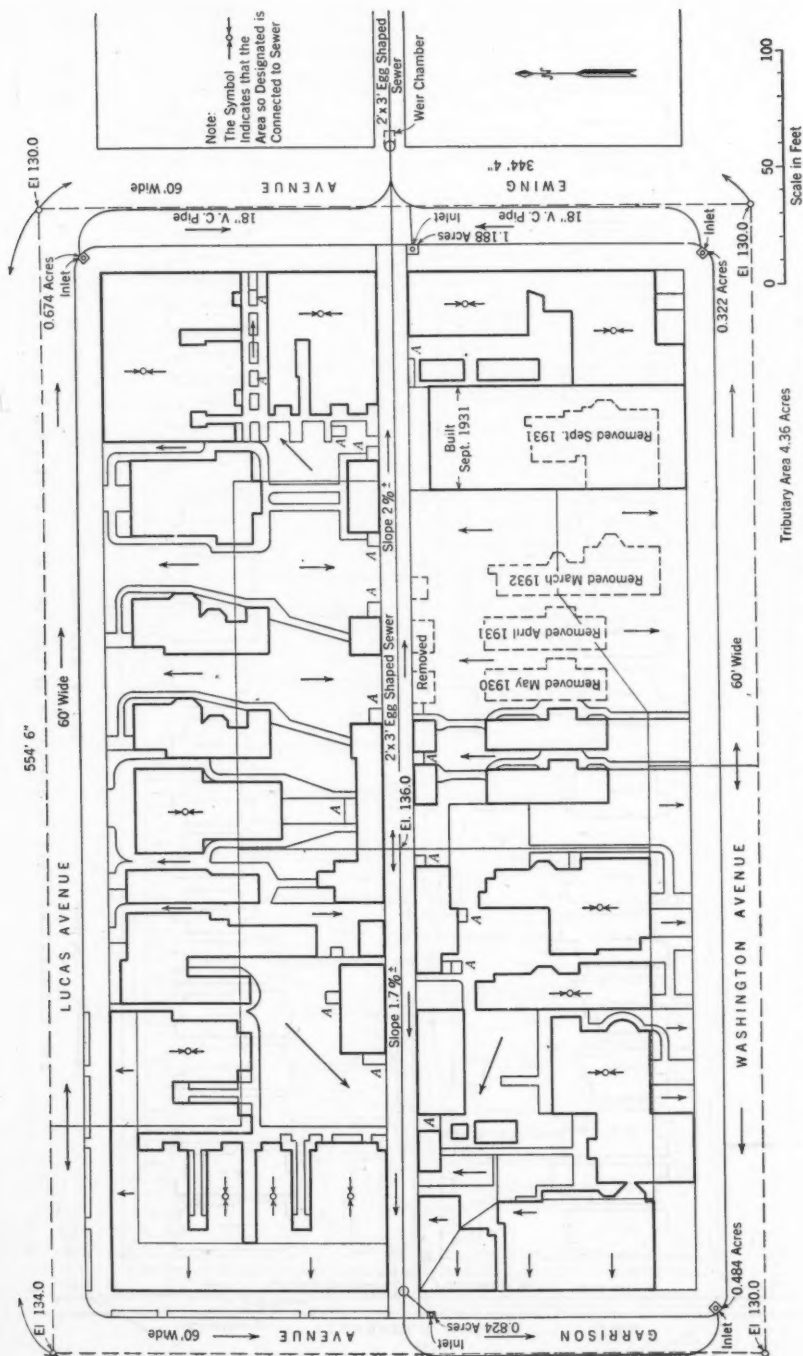 554' 6"
LUCAS AVENUE
60' Wide
El 134.0
El 130.0
0.674 Acres
Inlet
Note:
The Symbol
Indicates that the
Area so Designated is
Connected to Sewer
60' Wide
AVENUE
18" V. C. Pipe
A
A
A
A
A
A
A
A
A
A
Slope 1.7%±
2'x 3' Egg Shaped Sewer
Slope 2%±
El. 136.0
2'x 3' Egg Shaped
Sewer
Weir Chamber
N
60' Wide
AVENUE
Inlet
0.824 Acres
GARRISON
A
A
A
A
A
A
Removed
Removed May 1930
Removed April 1931
Removed March 1932
Built
Sept. 1931
Removed Sept. 1931
Inlet
1.188 Acres
18" V. C. Pipe
EWING
344' 4"
0.484 Acres
Inlet
El 130.0
WASHINGTON AVENUE
60' Wide
0.322 Acres
Inlet
El 130.0
Tributary Area 4.36 Acres
0 50 100
Scale in Feet